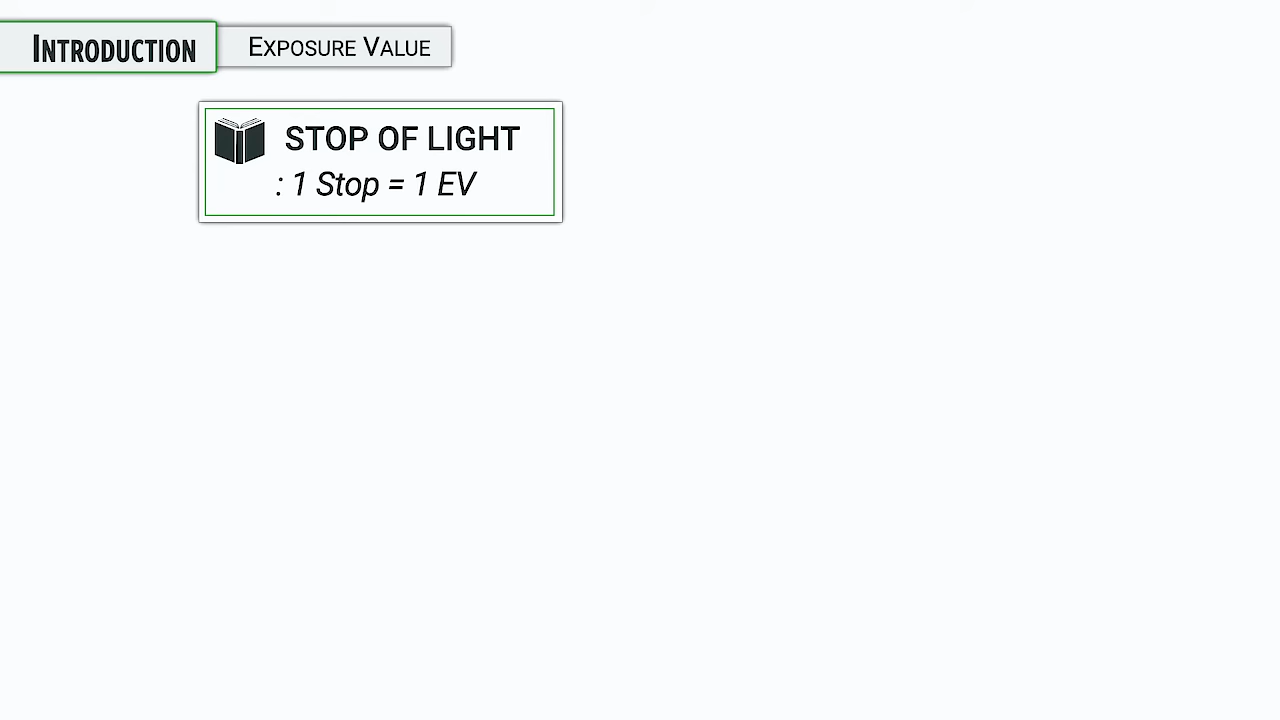 Introduction
Exposure Value
STOP OF LIGHT
: 1 Stop = 1 EV